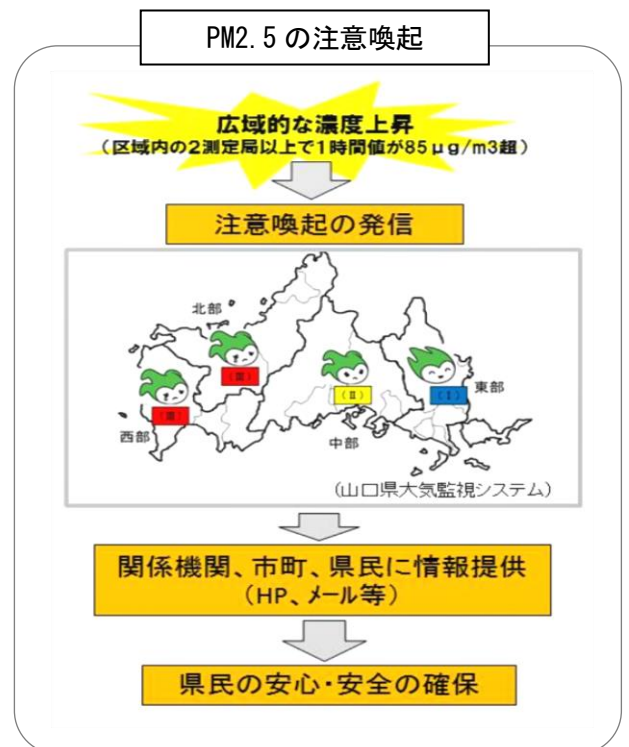 PM2.5の注意喚起
広域的な濃度上昇
（区域内の2測定局以上で1時間値が85μg/m3超）
注意喚起の発信
北部
(Ⅲ)
(Ⅲ)
西部
(Ⅱ)
中部
(Ⅰ)
東部
(山口県大気監視システム)
関係機関、市町、県民に情報提供
（HP、メール等）
県民の安心・安全の確保